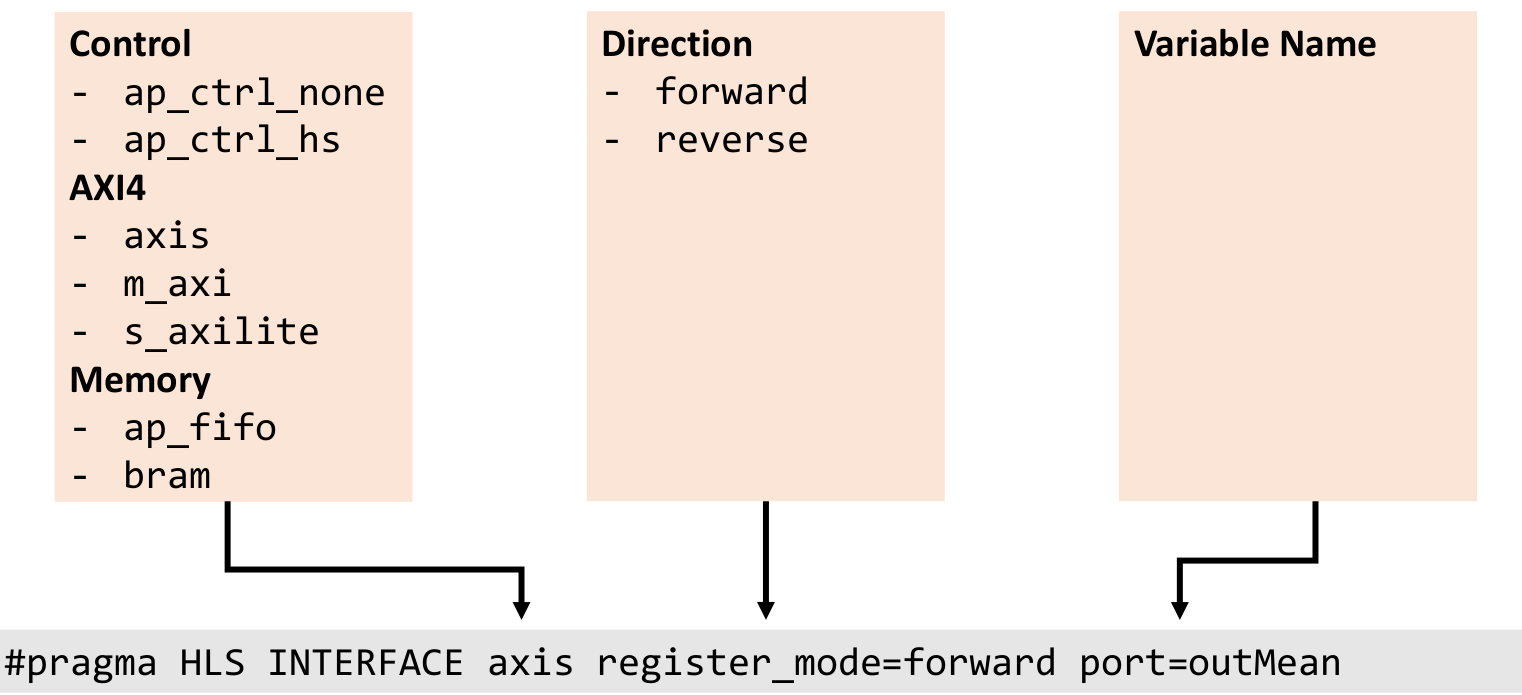 Control
- ap_ctrl_none
- ap_ctrl_hs
AXI4
- axis
- m_axi
- s_axilite
Memory
- ap_fifo
- bram
Direction
- forward
- reverse
Variable Name
#pragma HLS INTERFACE axis register_mode=forward port=outMean